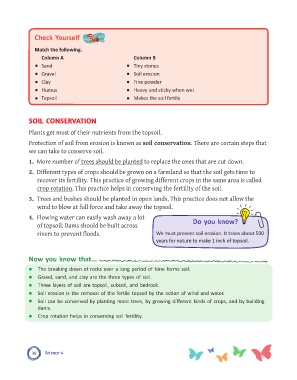 Check Yourself
Match the following.
Column A Column B
Sand Tiny stones
Gravel Soil erosion
Clay Fine powder
Humus Heavy and sticky when wet
Topsoil Makes the soil fertile
SOIL CONSERVATION
Plants get most of their nutrients from the topsoil.
Protection of soil from erosion is known as soil conservation. There are certain steps that
we can take to conserve soil.
1. More number of trees should be planted to replace the ones that are cut down.
2. Different types of crops should be grown on a farmland so that the soil gets time to
recover its fertility. This practice of growing different crops in the same area is called
crop rotation. This practice helps in conserving the fertility of the soil.
3. Trees and bushes should be planted in open lands. This practice does not allow the
wind to blow at full force and take away the topsoil.
4. Flowing water can easily wash away a lot
of topsoil. Dams should be built across
rivers to prevent floods.
Do you know?
We must prevent soil erosion. It takes about 500
years for nature to make 1 inch of topsoil.
Now you know that...
The breaking down of rocks over a long period of time forms soil.
Gravel, sand, and clay are the three types of soil.
Three layers of soil are topsoil, subsoil, and bedrock.
Soil erosion is the removal of the fertile topsoil by the action of wind and water.
Soil can be conserved by planting more trees, by growing different kinds of crops, and by building
dams.
Crop rotation helps in conserving soil fertility.
Science-4